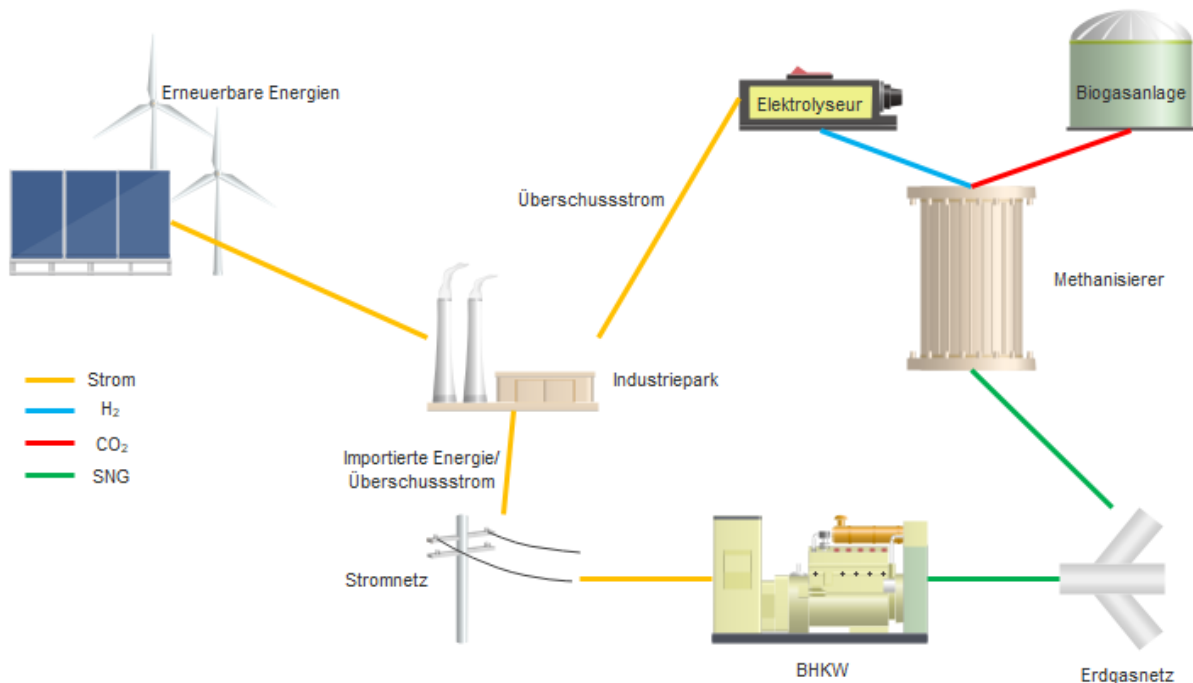 Erneuerbare Energien
Elektrolyseur
Biogasanlage
Überschussstrom
Methanisierer
Strom
H₂
CO₂
SNG
Industriepark
Importierte Energie/
Überschussstrom
Stromnetz
BHKW
Erdgasnetz